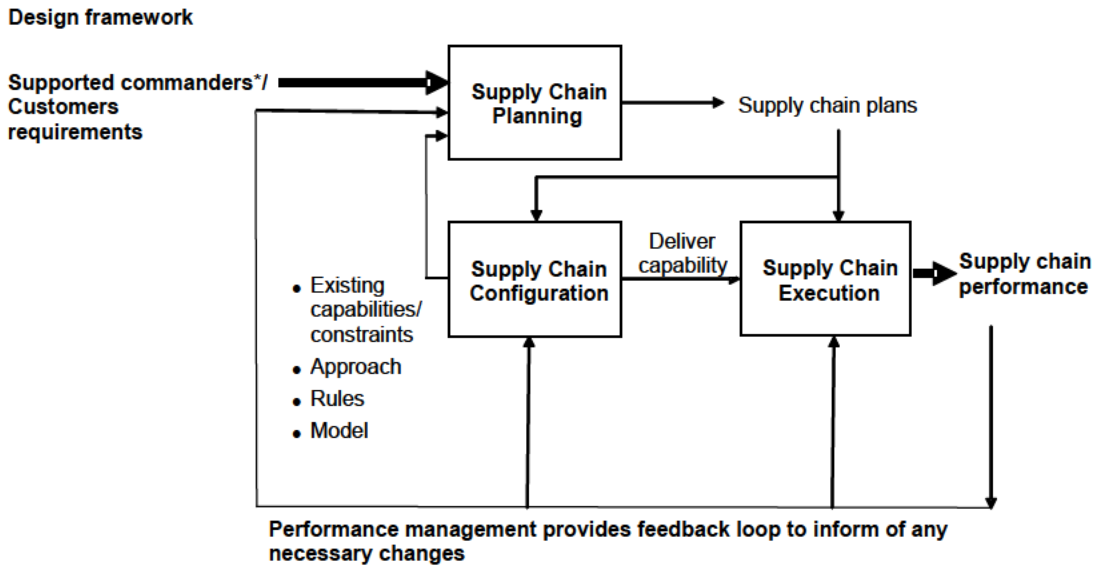 Design framework
Supported commanders*/
Customers
requirements
Supply Chain
Planning
Supply chain plans
Supply Chain
Configuration
Deliver
capability
Supply Chain
Execution
Supply chain
performance
• Existing
capabilities/
constraints
• Approach
• Rules
• Model
Performance management provides feedback loop to inform of any
necessary changes